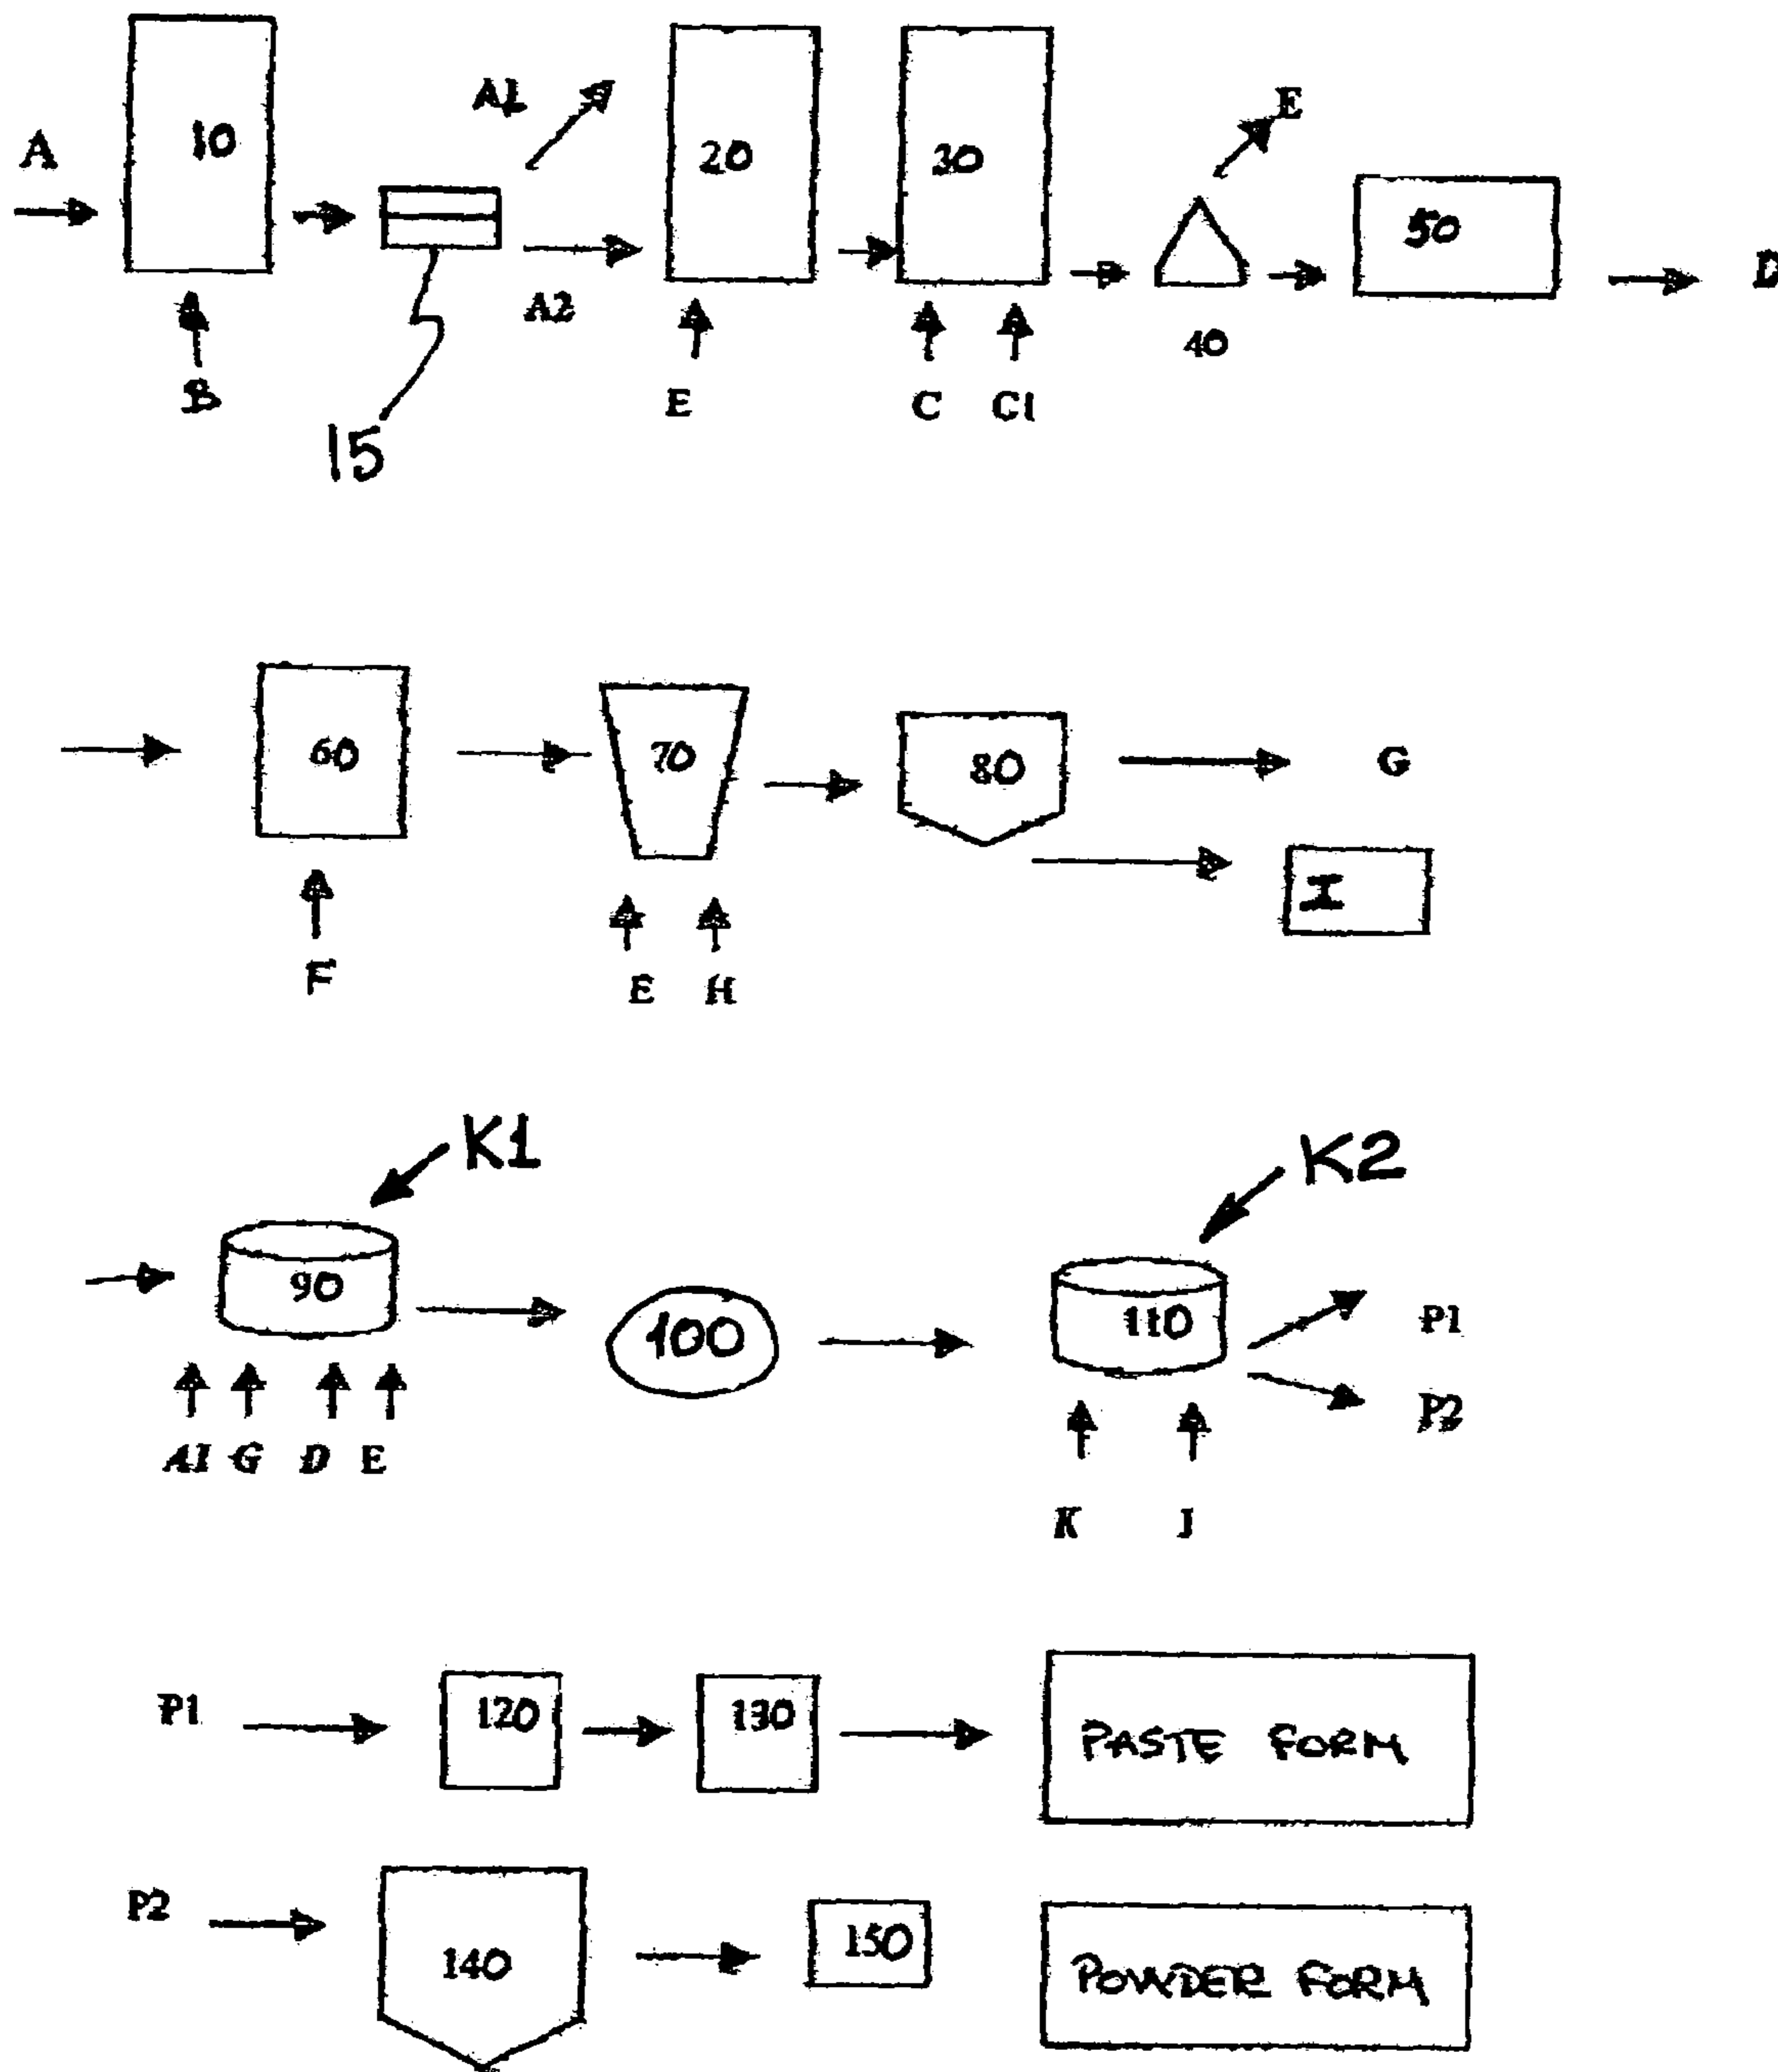 A 10 A1 20 30 E 50 D
B 15 A2 E C C1 40
60 70 80 G
I
F E H
K1 K2
90 100 110 P1
P2
A1 G D E
K J
P1 120 130 PASTE FORM
P2 140 150 POWDER FORM